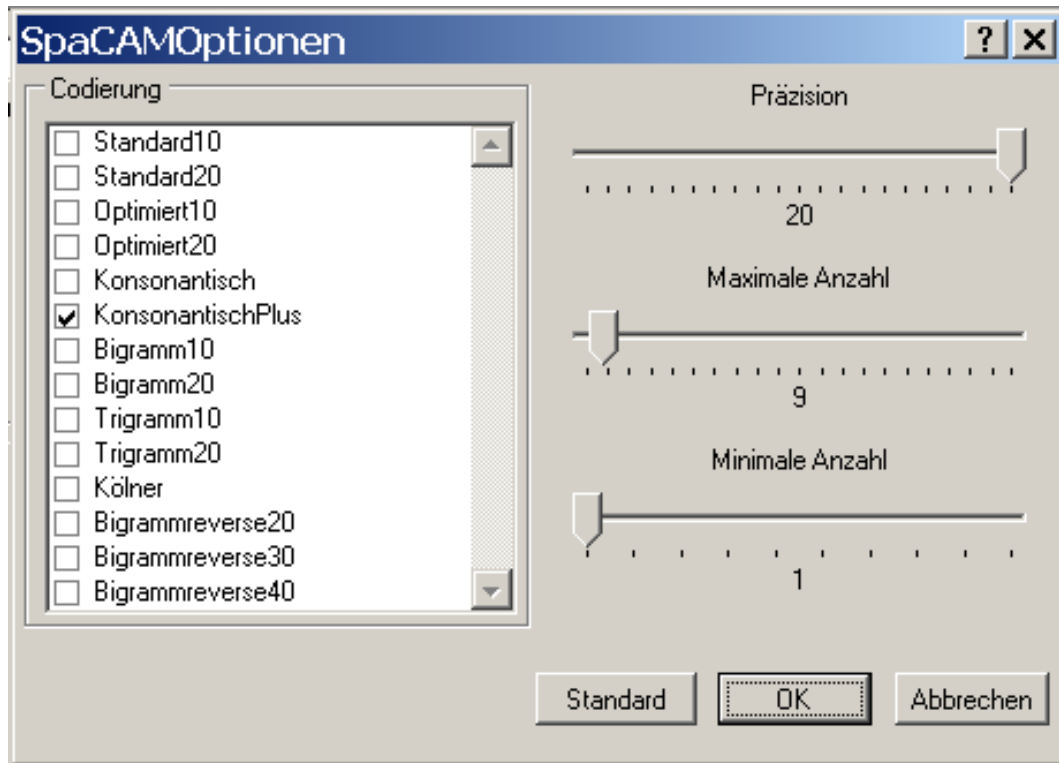 SpaCAMOptionen
Codierung
Standard10
Standard20
Optimiert10
Optimiert20
Konsonantisch
KonsonantischPlus
Bigramm10
Bigramm20
Trigramm10
Trigramm20
Kölner
Bigrammreverse20
Bigrammreverse30
Bigrammreverse40
Präzision
20
Maximale Anzahl
9
Minimale Anzahl
1
Standard
OK
Abbrechen